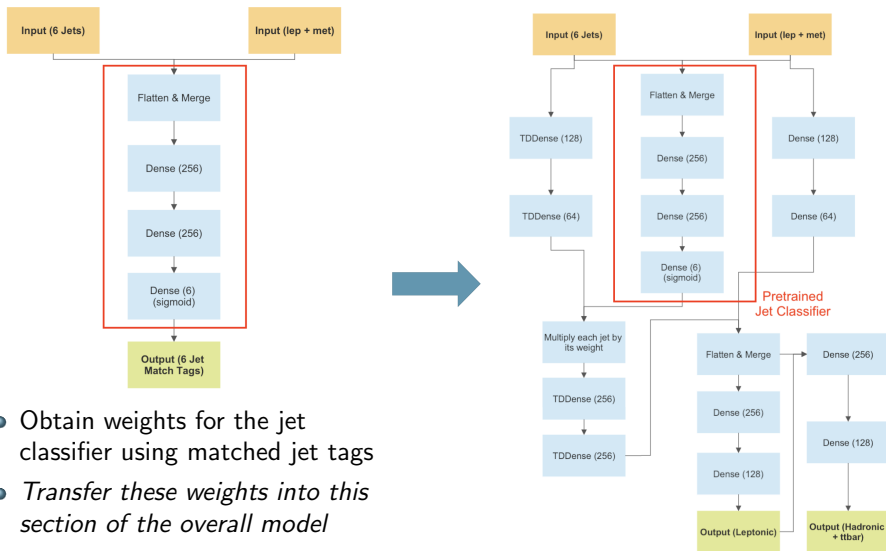 Input (6 Jets)
Input (lep + met)
Flatten & Merge
Dense (256)
Dense (256)
Dense (6)
(sigmoid)
Output (6 Jet
Match Tags)
Obtain weights for the jet
classifier using matched jet tags
Transfer these weights into this
section of the overall model
Input (6 Jets)
Input (lep + met)
Flatten & Merge
TDDense (128)
Dense (128)
Dense (256)
TDDense (64)
Dense (256)
Dense (64)
Dense (6)
(sigmoid)
Pretrained
Jet Classifier
Multiply each jet by
its weight
Flatten & Merge
Dense (256)
TDDense (256)
Dense (256)
TDDense (256)
Dense (128)
Dense (128)
Output (Leptonic)
Output (Hadronic
+ ttbar)